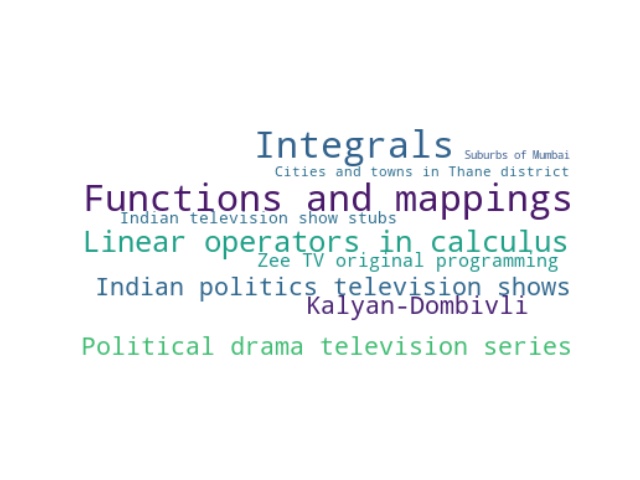 Integrals
Suburbs of Mumbai
Cities and towns in Thane district
Functions and mappings
Indian television show stubs
Linear operators in calculus
Zee TV original programming
Indian politics television shows
Kalyan-Dombivli
Political drama television series